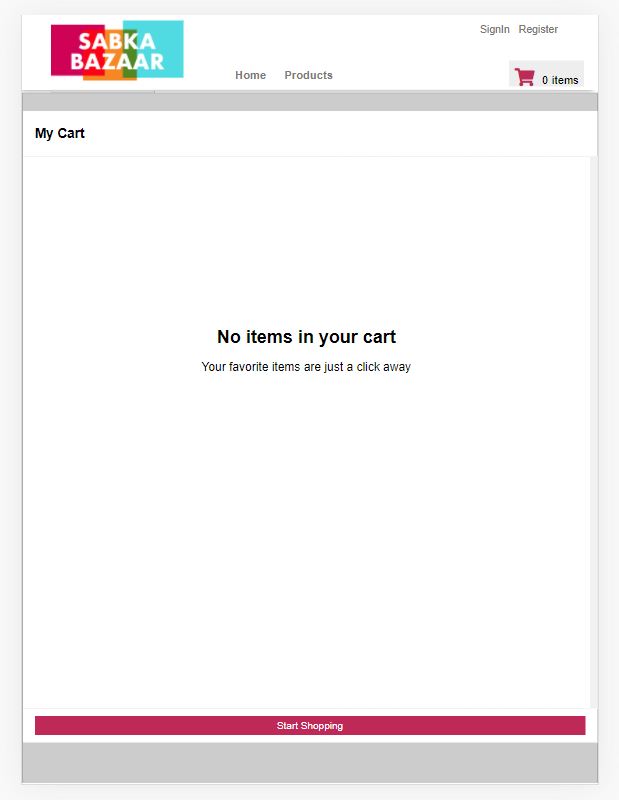 SABKA
BAZAAR
SignIn Register
Home Products
0 items
My Cart
No items in your cart
Your favorite items are just a click away
Start Shopping